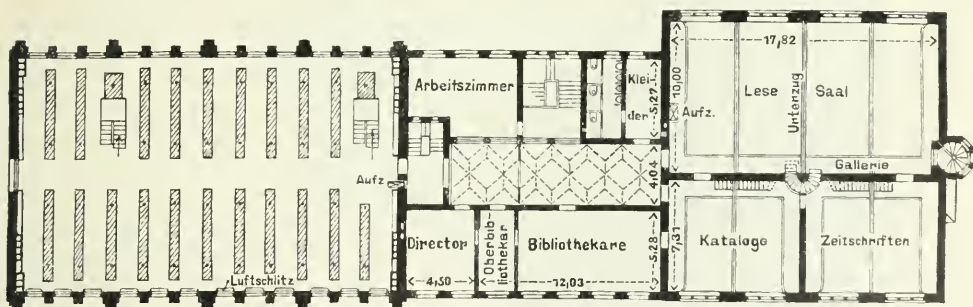 17,82
Arbeitszimmer
Klei-
der
5,27
10,00
Lese Saal
Unterzug
Aufz.
Gallerie
4,04
Aufz
Director
Oberbib-
liothekar
Bibliothekare
5,28
7,31
Kataloge
Zeitschriften
4,50
12,03
Luftschlitz